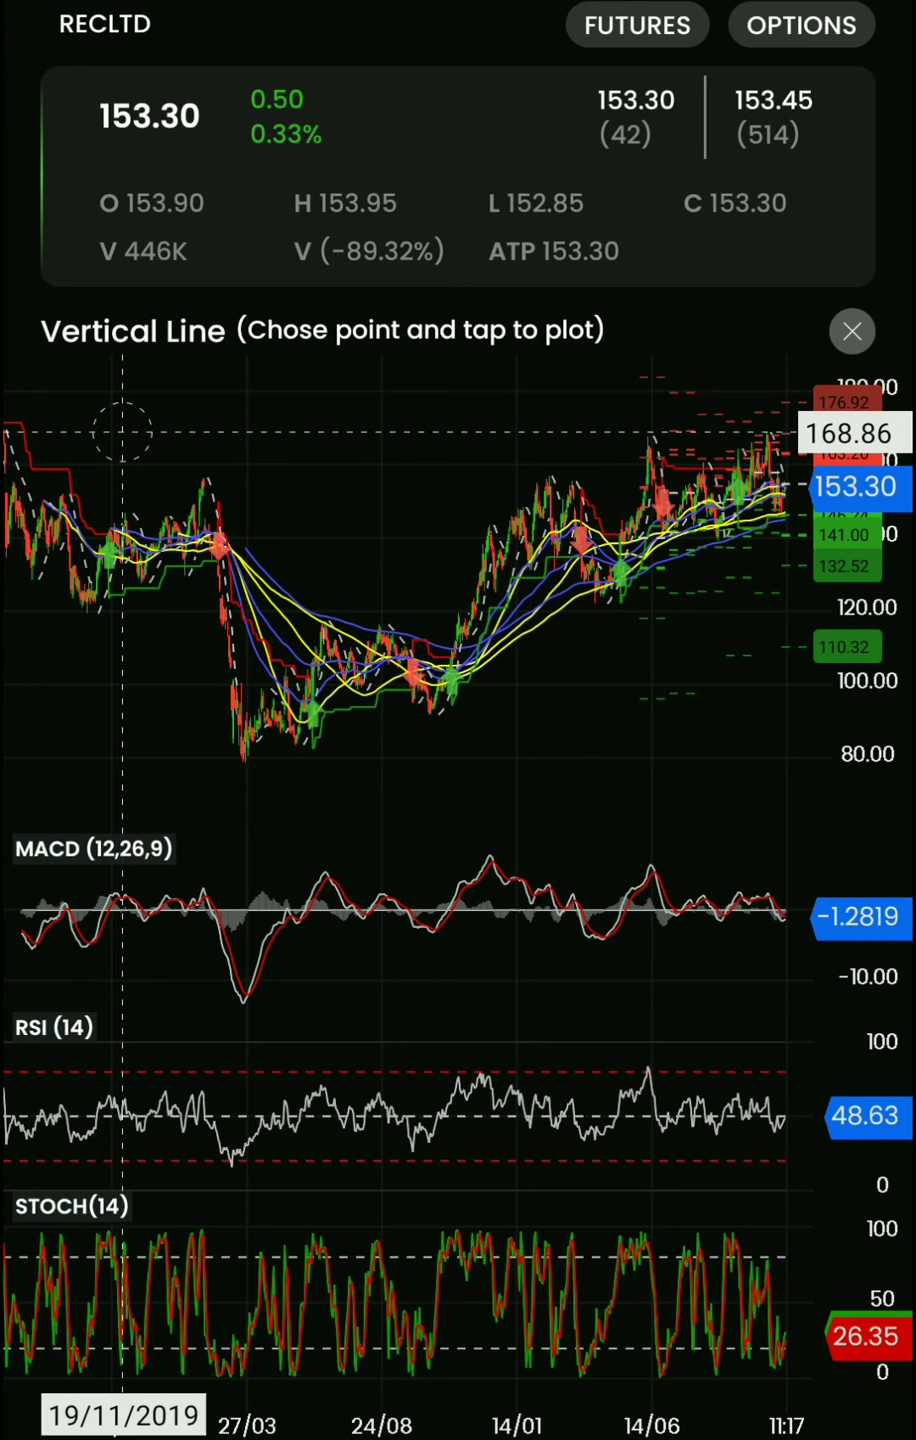 RECLTD FUTURES OPTIONS
153.30 0.50 153.30 153.45
0.33% (42) (514)
O 153.90 H 153.95 L 152.85 C 153.30
V 446K V (-89.32%) ATP 153.30
Vertical Line (Chose point and tap to plot)
176.92
168.86
153.30
141.00
132.52
120.00
110.32
100.00
80.00
MACD (12,26,9)
-1.2819
-10.00
RSI (14)
100
48.63
0
STOCH(14)
100
50
26.35
0
19/11/2019 27/03 24/08 14/01 14/06 11:17